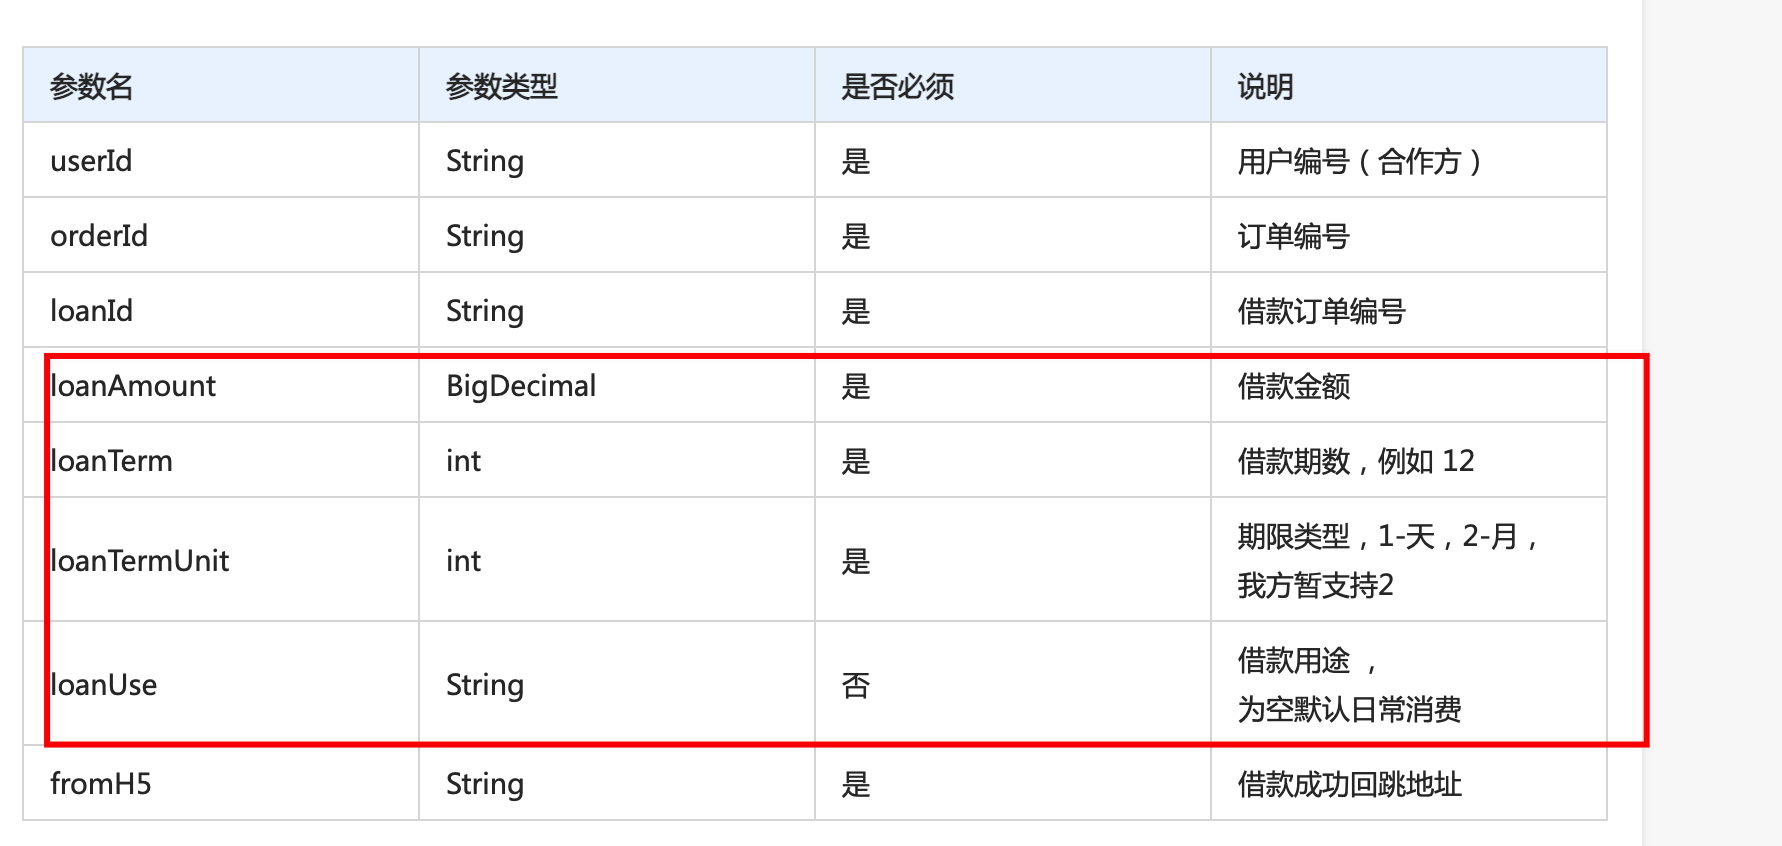 参数名 参数类型 是否必须 说明
userId String 是 用户编号（合作方）
orderId String 是 订单编号
loanId String 是 借款订单编号
loanAmount BigDecimal 是 借款金额
loanTerm int 是 借款期数，例如 12
loanTermUnit int 是 期限类型，1-天，2-月，
我方暂支持2
loanUse String 否 借款用途 ，
为空默认日常消费
fromH5 String 是 借款成功回跳地址